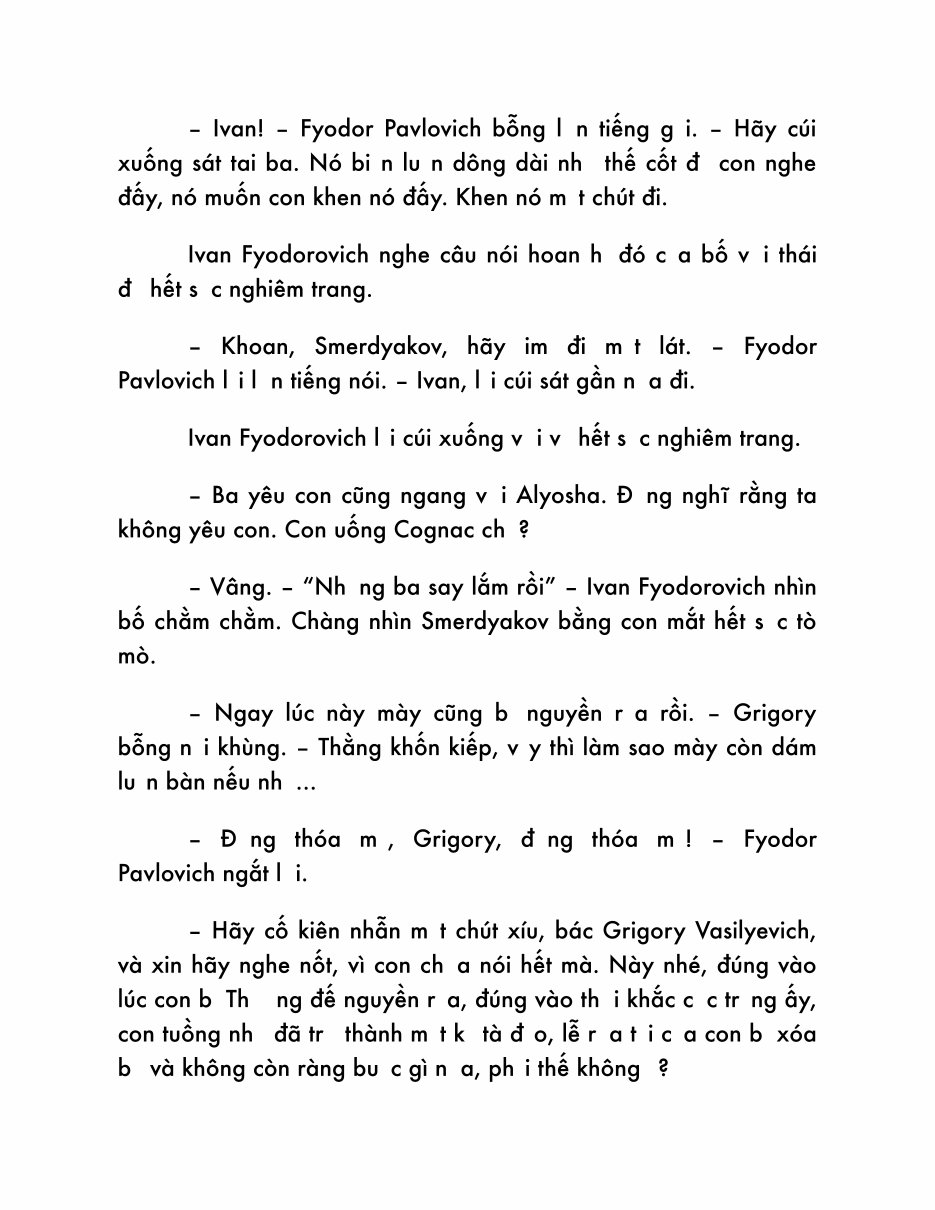 – Ivan! – Fyodor Pavlovich bỗng l n tiếng g i. – Hãy cúi
xuống sát tai ba. Nó bi n lu n dông dài nh  thế cốt đ  con nghe
đấy, nó muốn con khen nó đấy. Khen nó m t chút đi.
Ivan Fyodorovich nghe câu nói hoan h  đó c a bố v i thái
đ  hết s c nghiêm trang.
– Khoan, Smerdyakov, hãy im đi m t lát. – Fyodor
Pavlovich l i l n tiếng nói. – Ivan, l i cúi sát gần n a đi.
Ivan Fyodorovich l i cúi xuống v i v  hết s c nghiêm trang.
– Ba yêu con cũng ngang v i Alyosha. Đ ng nghĩ rằng ta
không yêu con. Con uống Cognac ch  ?
– Vâng. – “Nh ng ba say lắm rồi” – Ivan Fyodorovich nhìn
bố chằm chằm. Chàng nhìn Smerdyakov bằng con mắt hết s c tò
mò.
– Ngay lúc này mày cũng b  nguyền r a rồi. – Grigory
bỗng n i khùng. – Thằng khốn kiếp, v y thì làm sao mày còn dám
lu n bàn nếu nh  ...
– Đ ng thóa m , Grigory, đ ng thóa m ! – Fyodor
Pavlovich ngắt l i.
– Hãy cố kiên nhẫn m t chút xíu, bác Grigory Vasilyevich,
và xin hãy nghe nốt, vì con ch a nói hết mà. Này nhé, đúng vào
lúc con b  Th  ng đế nguyền r a, đúng vào th i khắc c c tr ng ấy,
con tuồng nh  đã tr  thành m t k  tà đ o, lễ r a t i c a con b  xóa
b  và không còn ràng bu c gì n a, ph i thế không  ?